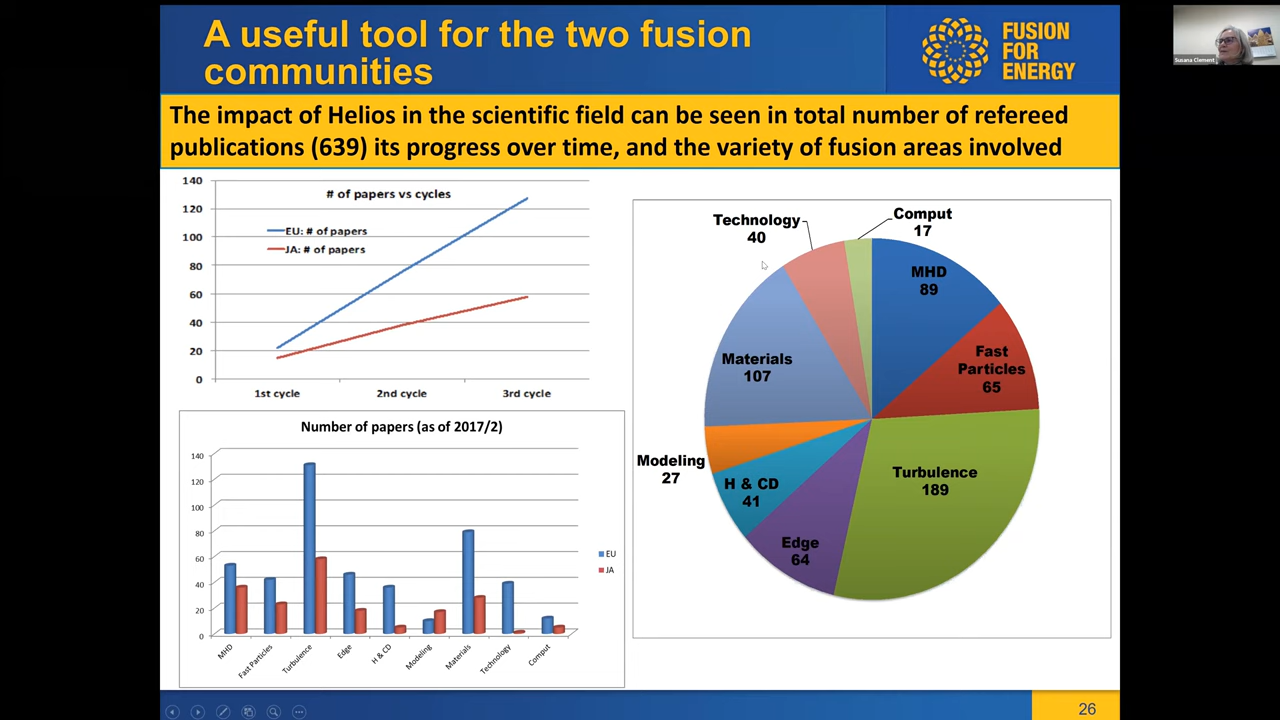 A useful tool for the two fusion
communities
FUSION
FOR
ENERGY
Susana Clement
The impact of Helios in the scientific field can be seen in total number of refereed
publications (639) its progress over time, and the variety of fusion areas involved
# of papers vs cycles
EU: # of papers
JA: # of papers
140
120
100
80
60
40
20
0
1st cycle
2nd cycle
3rd cycle
Number of papers (as of 2017/2)
140
120
100
80
60
40
20
0
MHD
Fast Particles
Turbulence
Edge
H & CD
Modeling
Materials
Technology
Comput
EU
JA
Technology
40
Comput
17
MHD
89
Fast
Particles
65
Materials
107
Modeling
27
H & CD
41
Turbulence
189
Edge
64
26